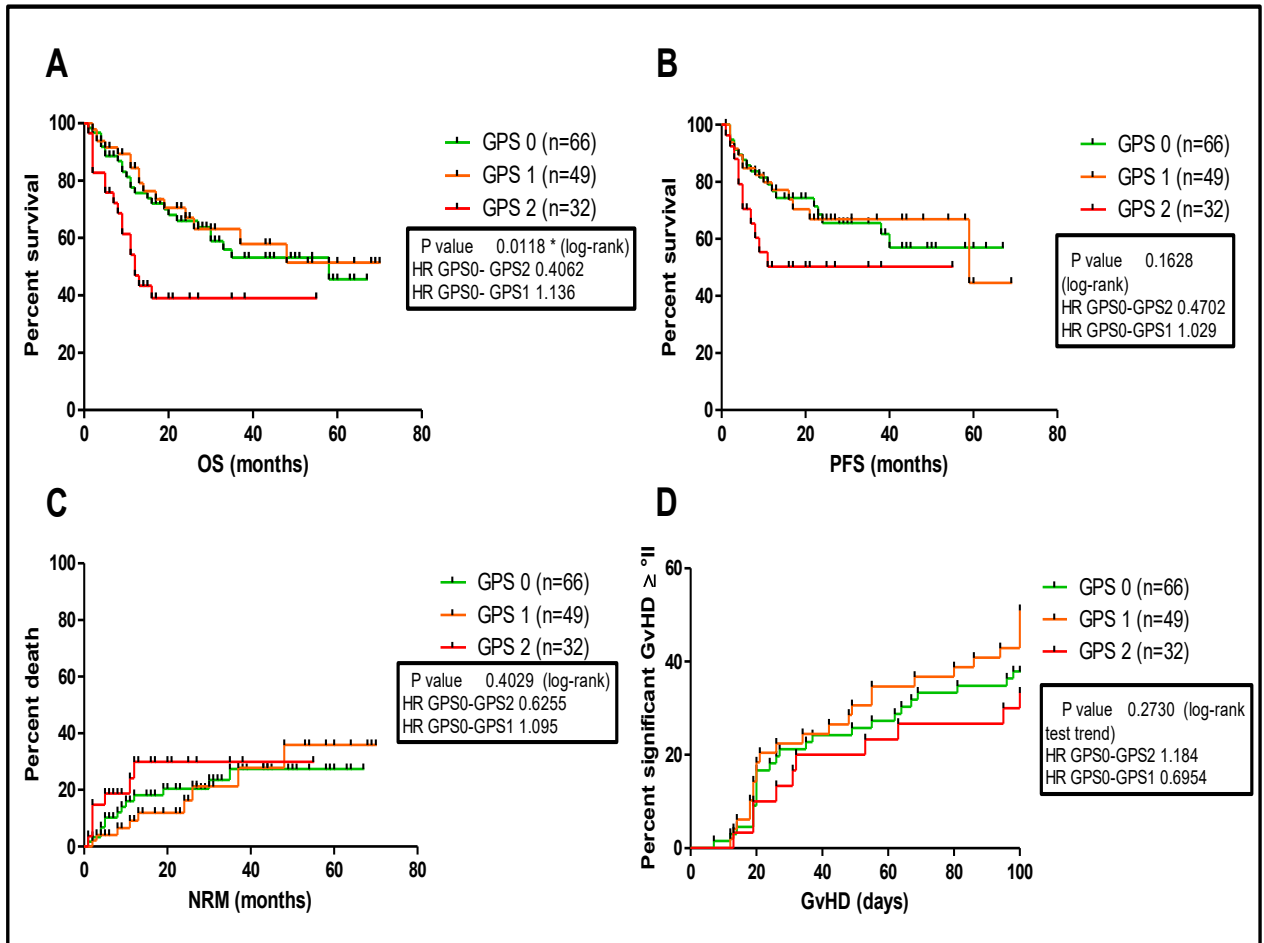 A
100
80
60
40
20
0
Percent survival
0 20 40 60 80
OS (months)
GPS 0 (n=66)
GPS 1 (n=49)
GPS 2 (n=32)
P value 0.0118 * (log-rank)
HR GPS0- GPS2 0.4062
HR GPS0- GPS1 1.136
B
100
80
60
40
20
0
Percent survival
0 20 40 60 80
PFS (months)
GPS 0 (n=66)
GPS 1 (n=49)
GPS 2 (n=32)
P value 0.1628
(log-rank)
HR GPS0-GPS2 0.4702
HR GPS0-GPS1 1.029
C
100
80
60
40
20
0
Percent death
0 20 40 60 80
NRM (months)
GPS 0 (n=66)
GPS 1 (n=49)
GPS 2 (n=32)
P value 0.4029 (log-rank)
HR GPS0-GPS2 0.6255
HR GPS0-GPS1 1.095
D
60
40
20
0
Percent significant GvHD ≥ °II
0 20 40 60 80 100
GvHD (days)
GPS 0 (n=66)
GPS 1 (n=49)
GPS 2 (n=32)
P value 0.2730 (log-rank
test trend)
HR GPS0-GPS2 1.184
HR GPS0-GPS1 0.6954